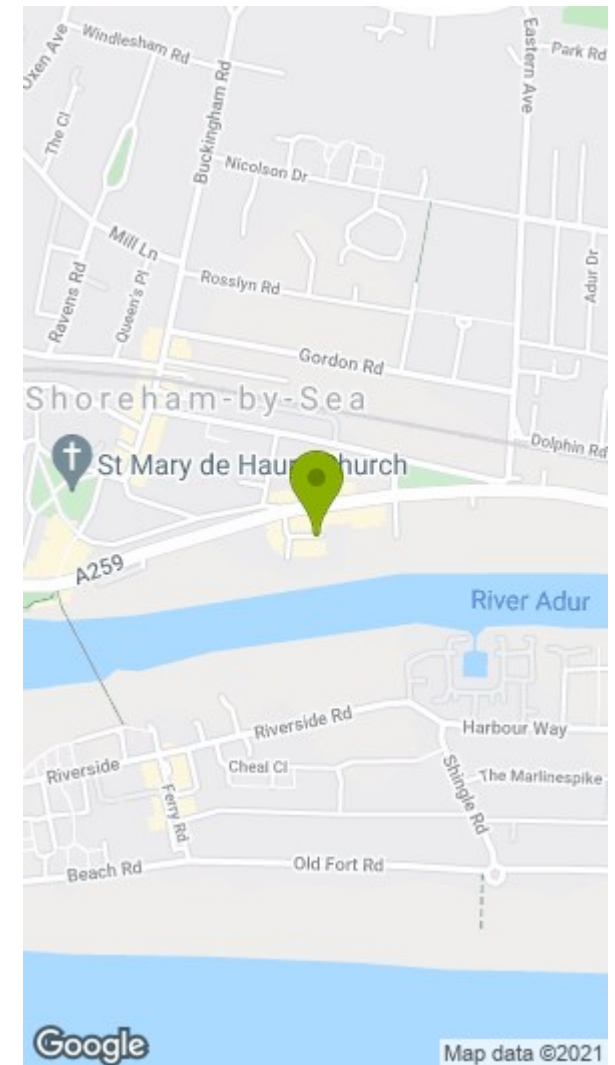 Uxen Ave
Windlesham Rd
Buckingham Rd
Eastern Ave
Park Rd
The Cl
Nicolson Dr
Mill Ln
Adur Dr
Ravens Rd
Queen's Pl
Rosslyn Rd
Gordon Rd
Shoreham-by-Sea
Dolphin Rd
St Mary de Haura Church
A259
River Adur
Riverside Rd
Harbour Way
Riverside
Cheal Cl
The Marlinespike
Ferry Rd
Shingle Rd
Beach Rd
Old Fort Rd
Google
Map data ©2021